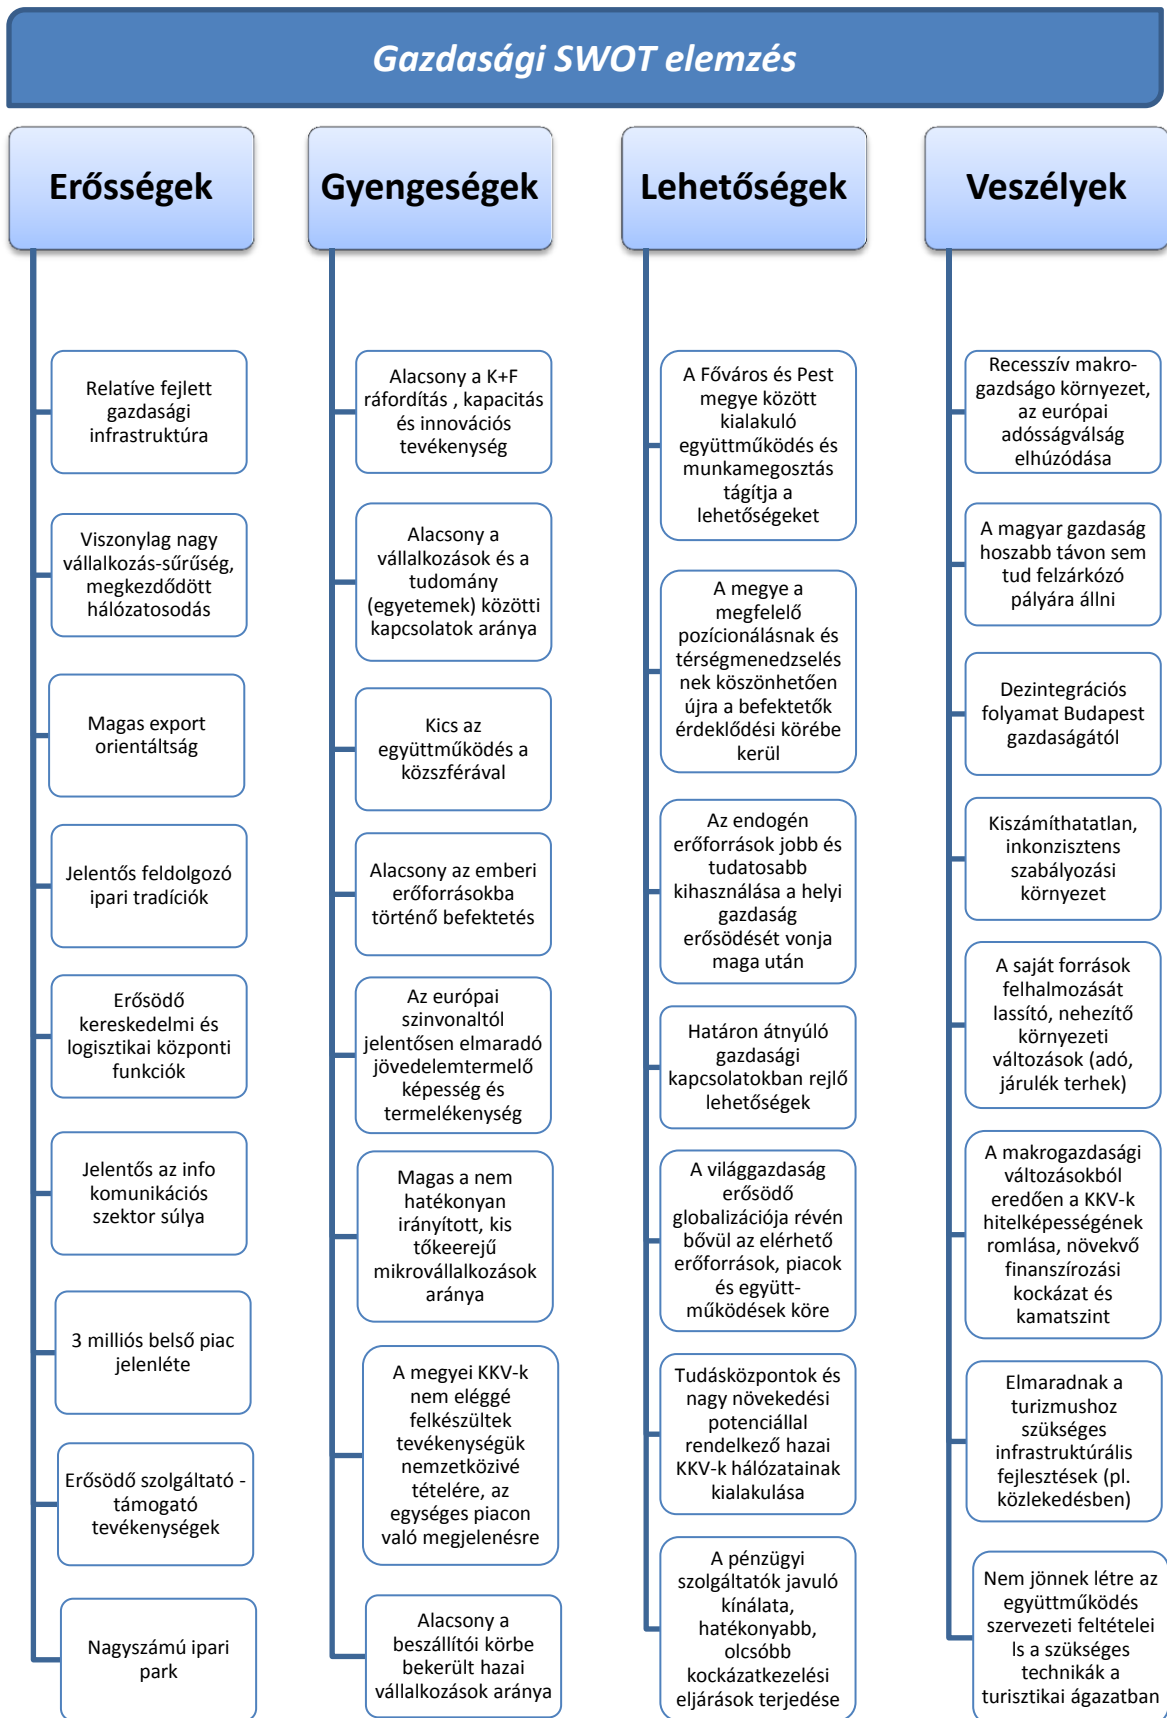 Gazdasági SWOT elemzés
Erősségek
Relatíve fejlett
gazdasági
infrastruktúra
Viszonylag nagy
vállalkozás-sűrűség,
megkezdődött
hálózatosodás
Magas export
orientáltság
Jelentős feldolgozó
ipari tradíciók
Erősödő
kereskedelmi és
logisztikai központi
funkciók
Jelentős az info
komunikációs
szektor súlya
3 milliós belső piac
jelenléte
Erősödő szolgáltató -
támogató
tevékenységek
Nagyszámú ipari
park
Gyengeségek
Alacsony a K+F
ráfordítás , kapacitás
és innovációs
tevékenység
Alacsony a
vállalkozások és a
tudomány
(egyetemek) közötti
kapcsolatok aránya
Kics az
együttműködés a
közszférával
Alacsony az emberi
erőforrásokba
történő befektetés
Az európai
szinvonaltól
jelentősen elmaradó
jövedelemtermelő
képesség és
termelékenység
Magas a nem
hatékonyan
irányított, kis
tőkeerejű
mikrovállalkozások
aránya
A megyei KKV-k
nem eléggé
felkészültek
tevékenységük
nemzetközivé
tételére, az
egységes piacon
való megjelenésre
Alacsony a
beszállítói körbe
bekerült hazai
vállalkozások aránya
Lehetőségek
A Főváros és Pest
megye között
kialakuló
együttműködés és
munkamegosztás
tágítja a
lehetőségeket
A megye a
megfelelő
pozícionálásnak és
térségmenedzselés
nek köszönhetően
újra a befektetők
érdeklődési körébe
kerül
Az endogén
erőforrások jobb és
tudatosabb
kihasználása a helyi
gazdaság
erősödését vonja
maga után
Határon átnyúló
gazdasági
kapcsolatokban rejlő
lehetőségek
A világgazdaság
erősödő
globalizációja révén
bővül az elérhető
erőforrások, piacok
és együtt-
működések köre
Tudásközpontok és
nagy növekedési
potenciállal
rendelkező hazai
KKV-k hálózatainak
kialakulása
A pénzügyi
szolgáltatók javuló
kínálata,
hatékonyabb,
olcsóbb
kockázatkezelési
eljárások terjedése
Veszélyek
Recesszív makro-
gazdságo környezet,
az európai
adósságválság
elhúzódása
A magyar gazdaság
hoszabb távon sem
tud felzárkózó
pályára állni
Dezintegrációs
folyamat Budapest
gazdaságától
Kiszámíthatatlan,
inkonzisztens
szabályozási
környezet
A saját források
felhalmozását
lassító, nehezítő
környezeti
változások (adó,
járulék terhek)
A makrogazdasági
változásokból
eredően a KKV-k
hitelképességének
romlása, növekvő
finanszírozási
kockázat és
kamatszint
Elmaradnak a
turizmushoz
szükséges
infrastruktúrális
fejlesztések (pl.
közlekedésben)
Nem jönnek létre az
együttműködés
szervezeti feltételei
ls a szükséges
technikák a
turisztikai ágazatban